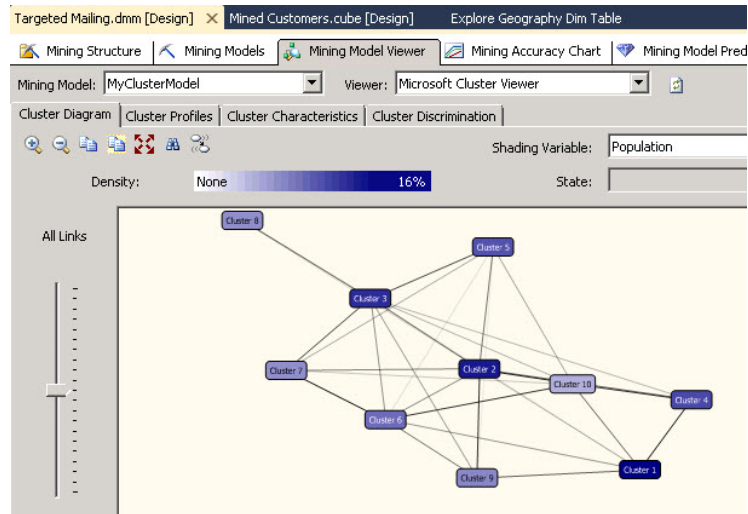 Targeted Mailing.dmm [Design] Mined Customers.cube [Design] Explore Geography Dim Table
Mining Structure Mining Models Mining Model Viewer Mining Accuracy Chart Mining Model Pred
Mining Model: MyClusterModel Viewer: Microsoft Cluster Viewer
Cluster Diagram Cluster Profiles Cluster Characteristics Cluster Discrimination
Shading Variable: Population
Density: None 16% State:
All Links
Cluster 8
Cluster 5
Cluster 3
Cluster 7
Cluster 2
Cluster 10
Cluster 4
Cluster 6
Cluster 1
Cluster 9